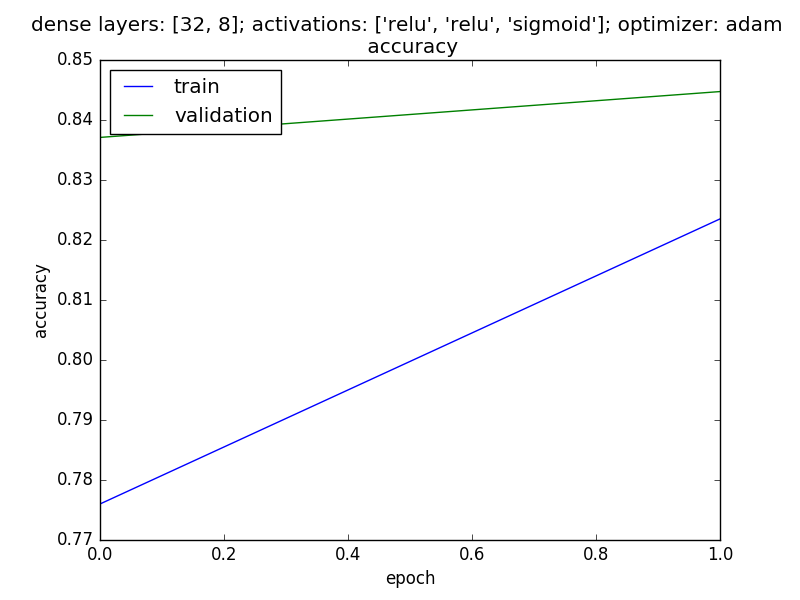 dense layers: [32, 8]; activations: ['relu', 'relu', 'sigmoid']; optimizer: adam
accuracy
train
validation
0.85
0.84
0.83
0.82
0.81
0.80
0.79
0.78
0.77
accuracy
0.0 0.2 0.4 0.6 0.8 1.0
epoch